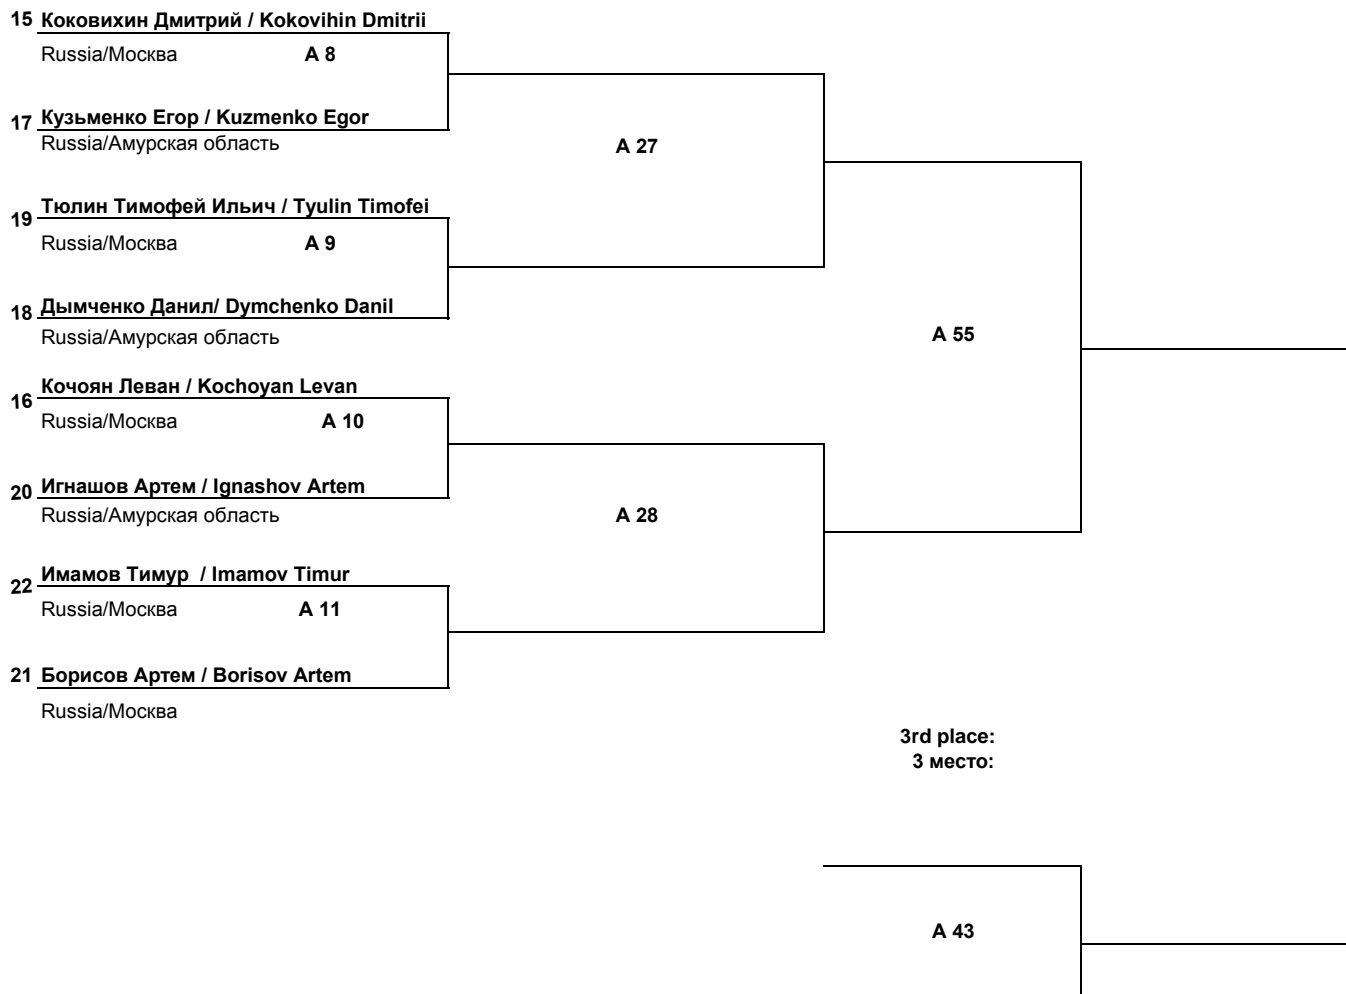 15 Коковихин Дмитрий / Kokovihin Dmitrii
Russia/Москва A 8
17 Кузьменко Егор / Kuzmenko Egor
Russia/Амурская область
A 27
19 Тюлин Тимофей Ильич / Tyulin Timofei
Russia/Москва A 9
18 Дымченко Данил/ Dymchenko Danil
Russia/Амурская область
A 55
16 Кочоян Леван / Kochoyan Levan
Russia/Москва A 10
20 Игнашов Артем / Ignashov Artem
Russia/Амурская область
A 28
22 Имамов Тимур / Imamov Timur
Russia/Москва A 11
21 Борисов Артем / Borisov Artem
Russia/Москва
3rd place:
3 место:
A 43